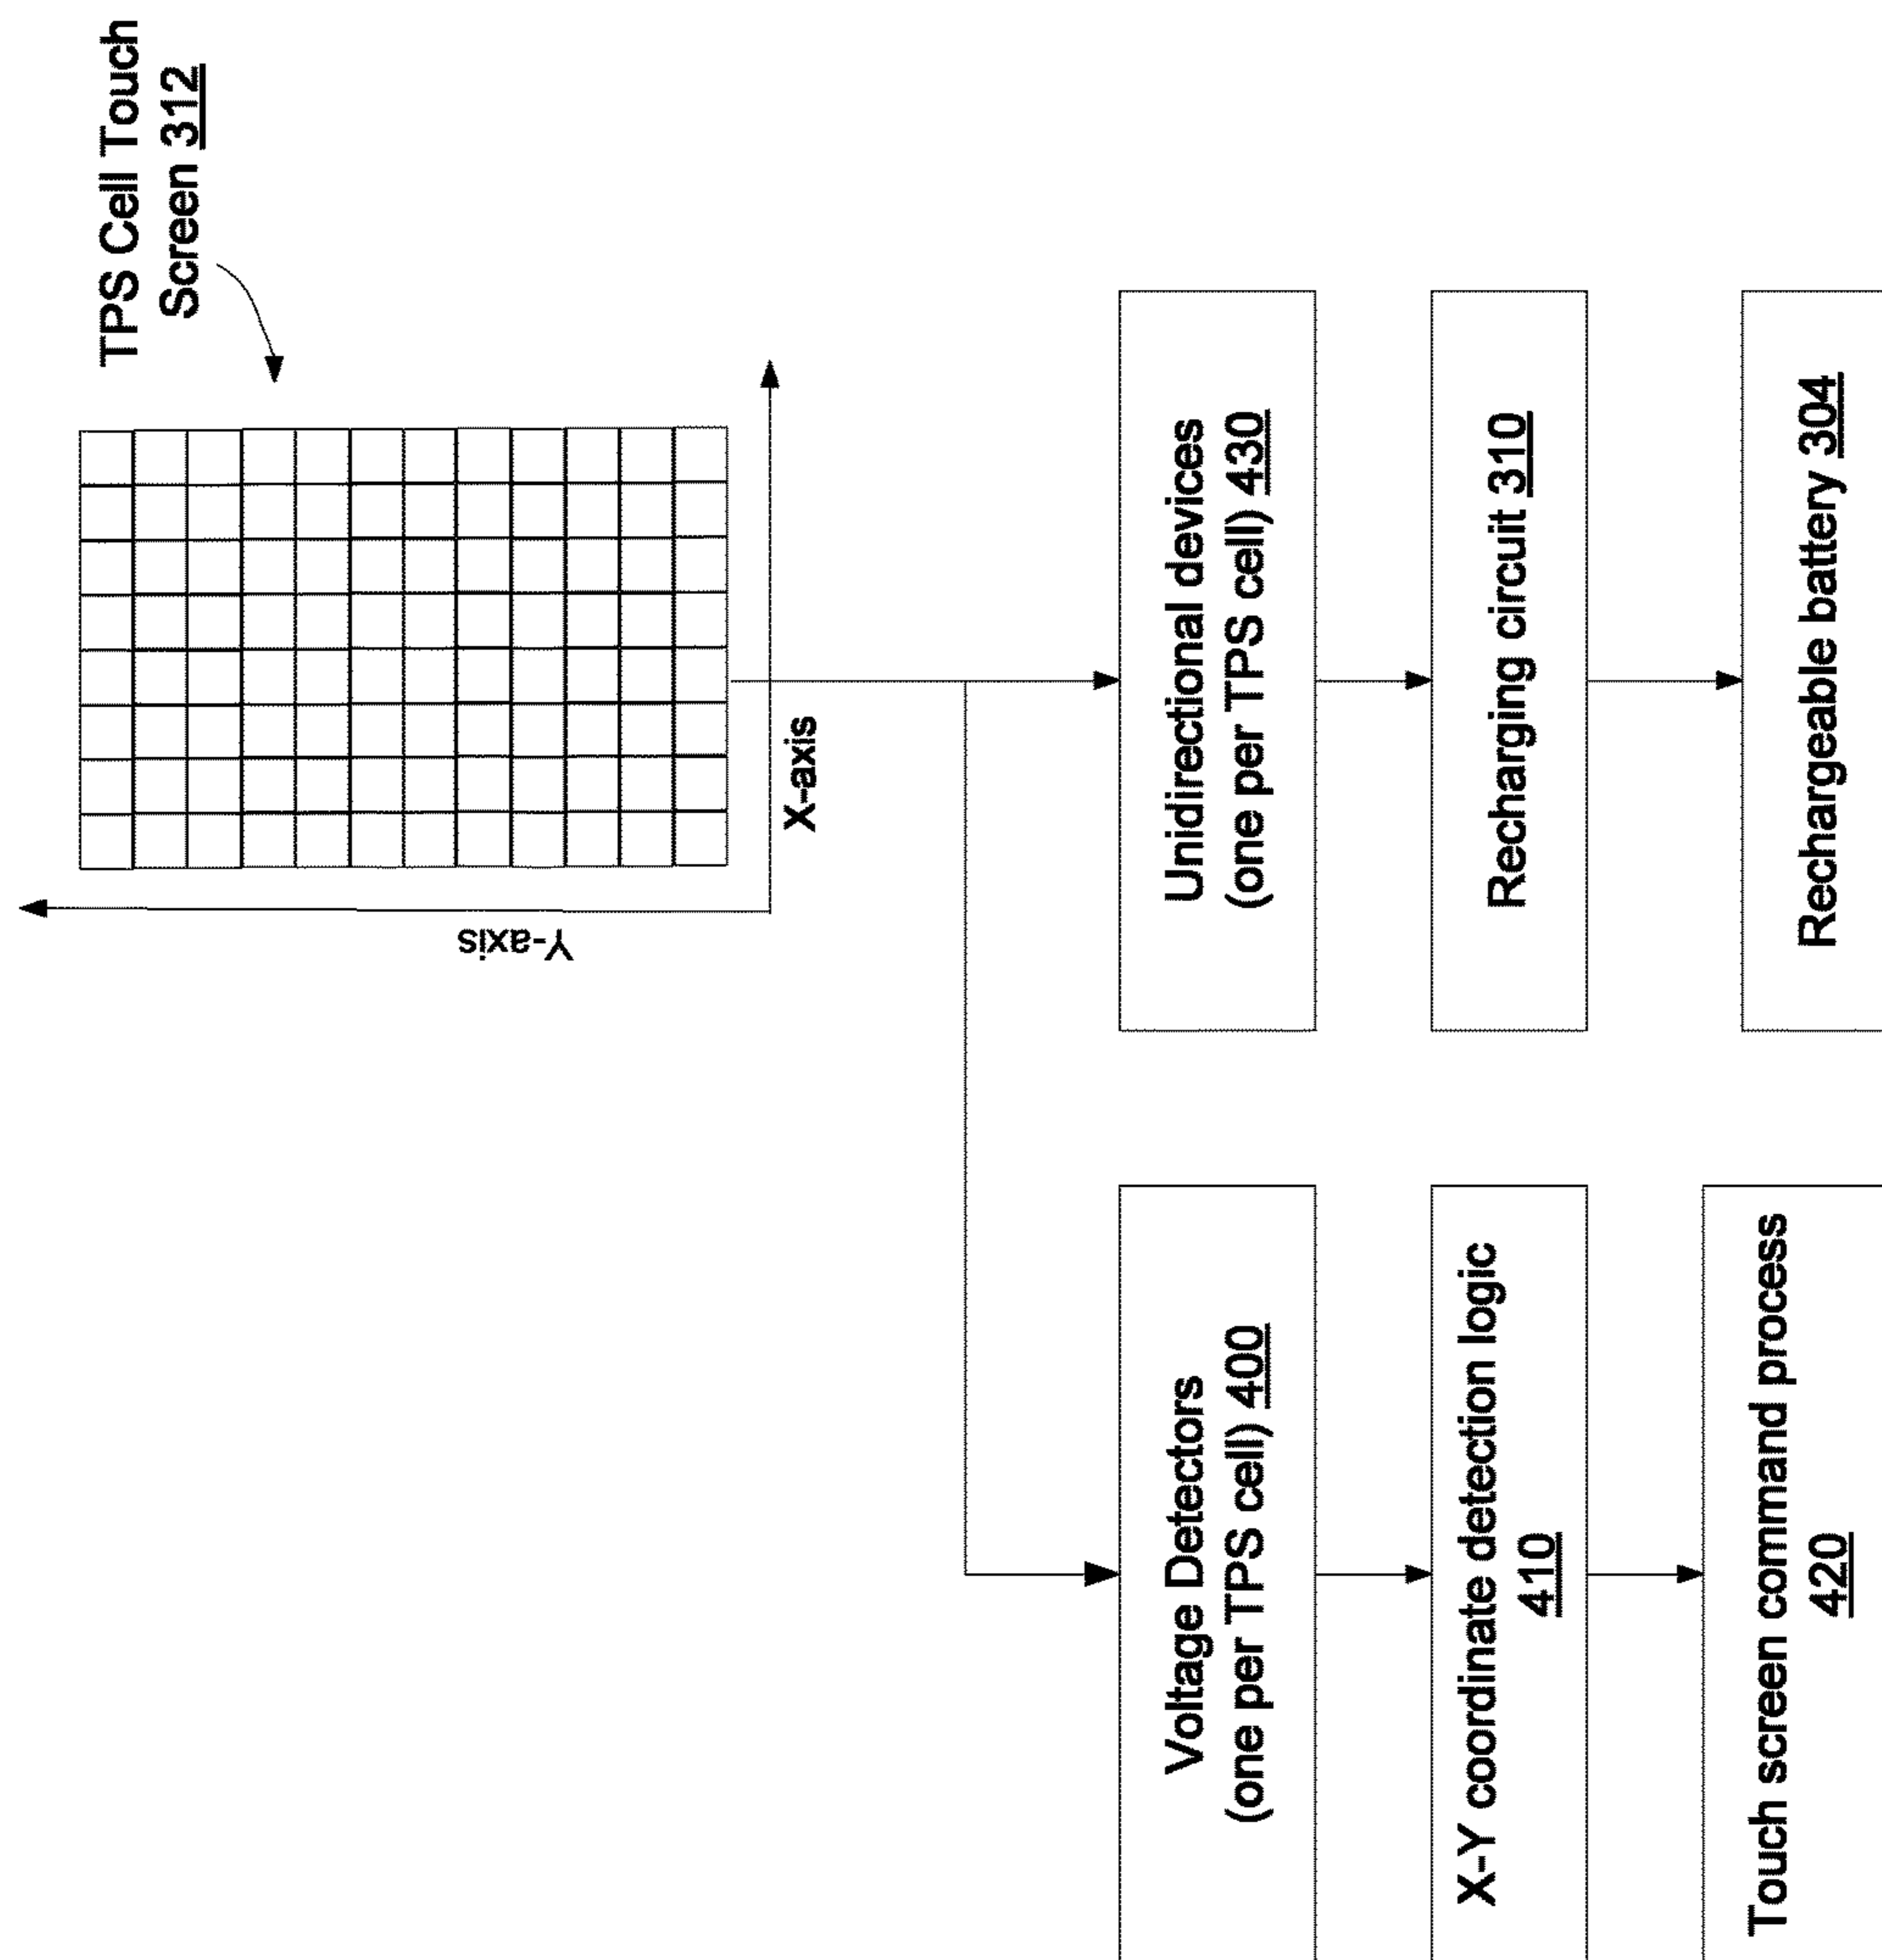 TPS Cell Touch
Screen 312
Y-axis
X-axis
Voltage Detectors
(one per TPS cell) 400
X-Y coordinate detection logic
410
Touch screen command process
420
Unidirectional devices
(one per TPS cell) 430
Recharging circuit 310
Rechargeable battery 304